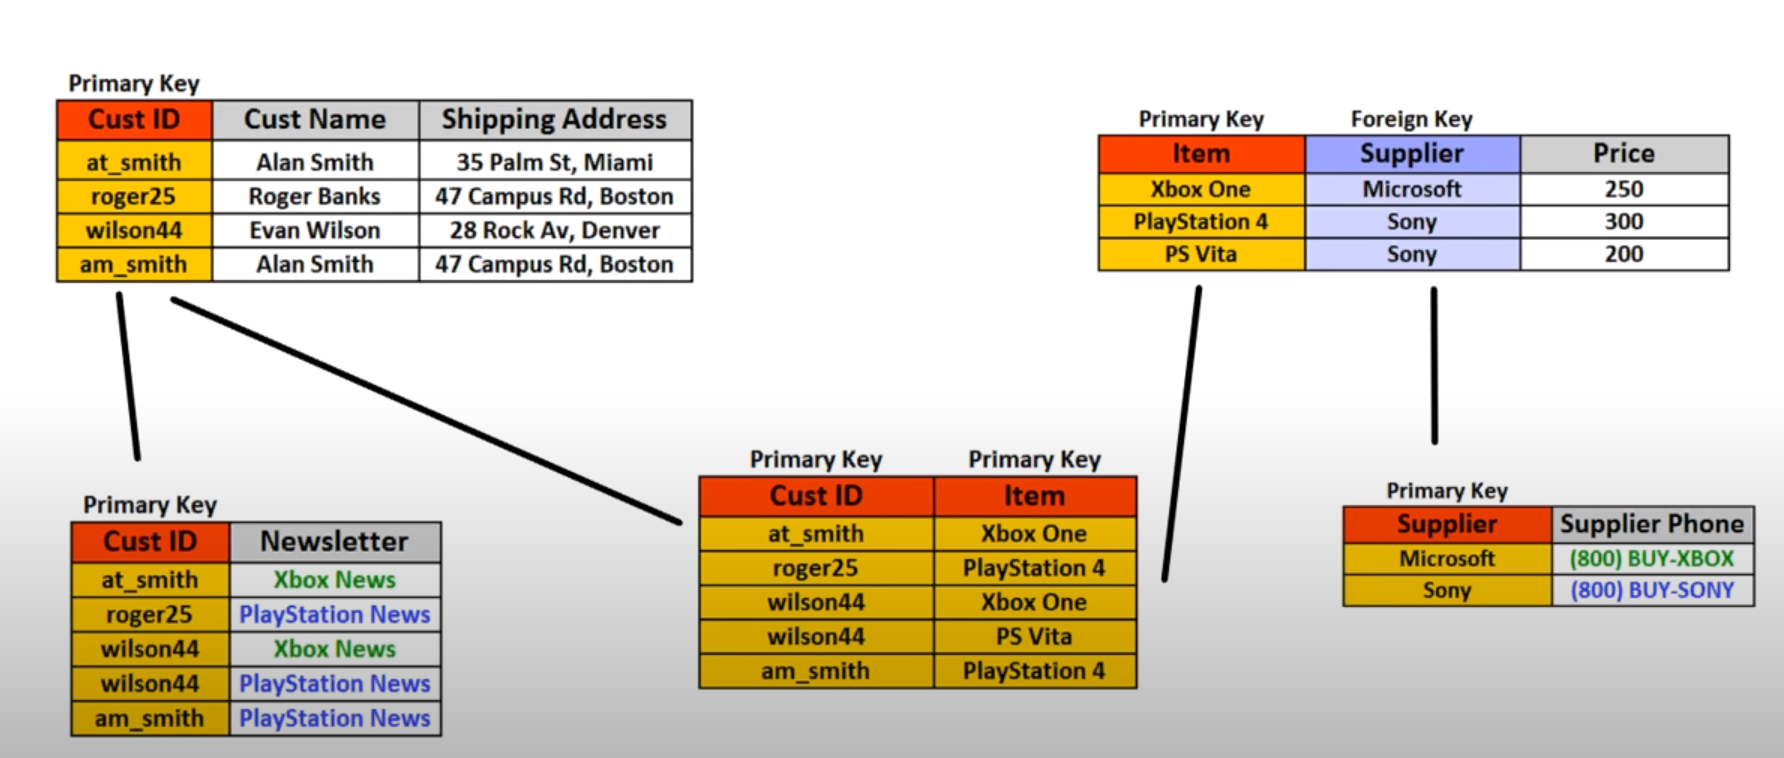 Primary Key
Cust ID Cust Name Shipping Address
at_smith Alan Smith 35 Palm St, Miami
roger25 Roger Banks 47 Campus Rd, Boston
wilson44 Evan Wilson 28 Rock Av, Denver
am_smith Alan Smith 47 Campus Rd, Boston
Primary Key Foreign Key
Item Supplier Price
Xbox One Microsoft 250
PlayStation 4 Sony 300
PS Vita Sony 200
Primary Key
Cust ID Newsletter
at_smith Xbox News
roger25 PlayStation News
wilson44 Xbox News
wilson44 PlayStation News
am_smith PlayStation News
Primary Key Primary Key
Cust ID Item
at_smith Xbox One
roger25 PlayStation 4
wilson44 Xbox One
wilson44 PS Vita
am_smith PlayStation 4
Primary Key
Supplier Supplier Phone
Microsoft (800) BUY-XBOX
Sony (800) BUY-SONY